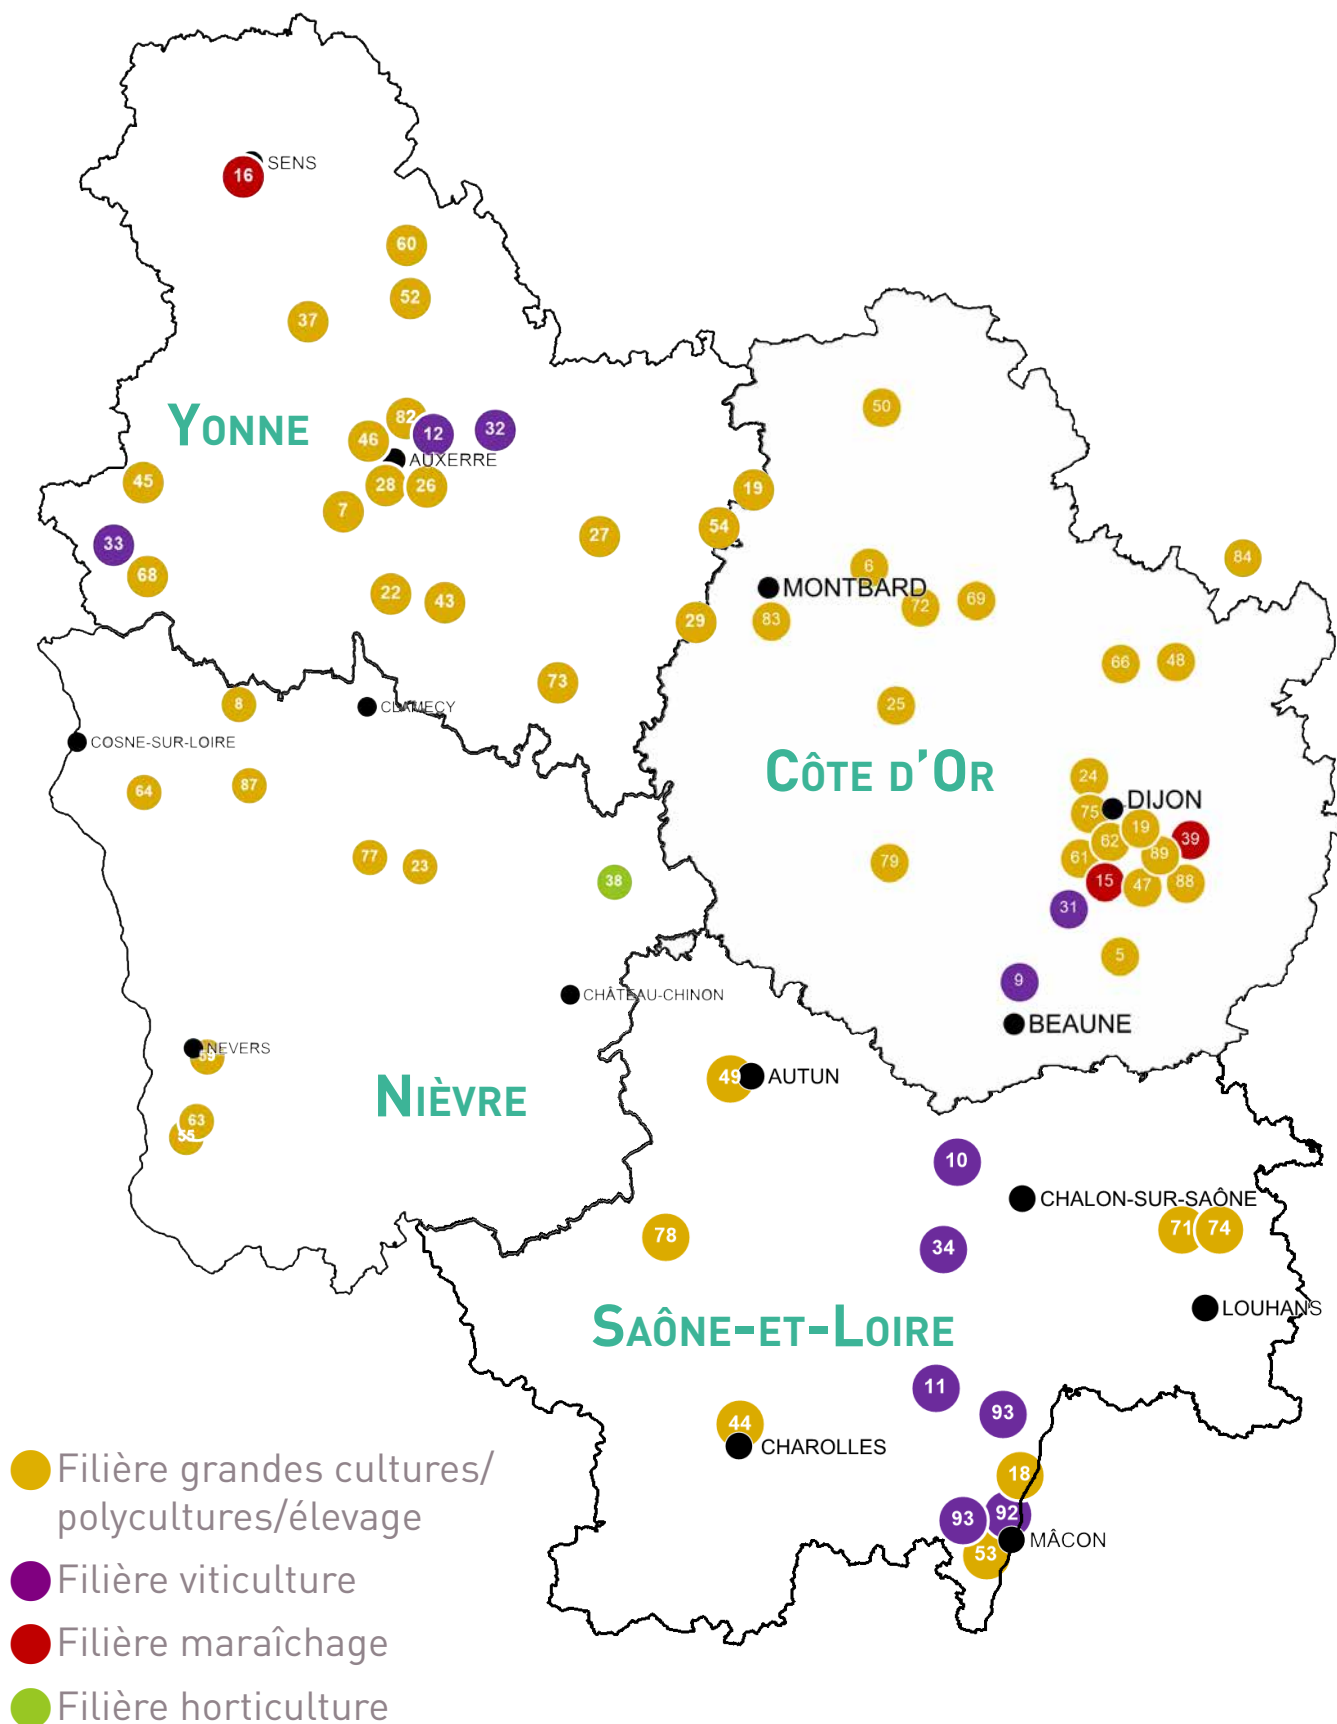 SENS
16
60
52
37
YONNE
82
12
32
46
AUXERRE
45
28
26
7
33
68
27
22
43
73
50
19
54
84
6
MONTBARD
72
69
83
29
66
48
25
8
CLAMECY
COSNE-SUR-LOIRE
64
87
CÔTE D'OR
24
DIJON
75
19
39
62
89
61
15
47
88
79
31
77
23
38
5
9
CHÂTEAU-CHINON
BEAUNE
NEVERS
59
NIÈVRE
49
AUTUN
63
55
10
CHALON-SUR-SAÔNE
71
74
78
34
LOUHANS
SAÔNE-ET-LOIRE
11
93
44
CHAROLLES
18
93
92
MÂCON
53
Filière grandes cultures/
polycultures/élevage
Filière viticulture
Filière maraîchage
Filière horticulture